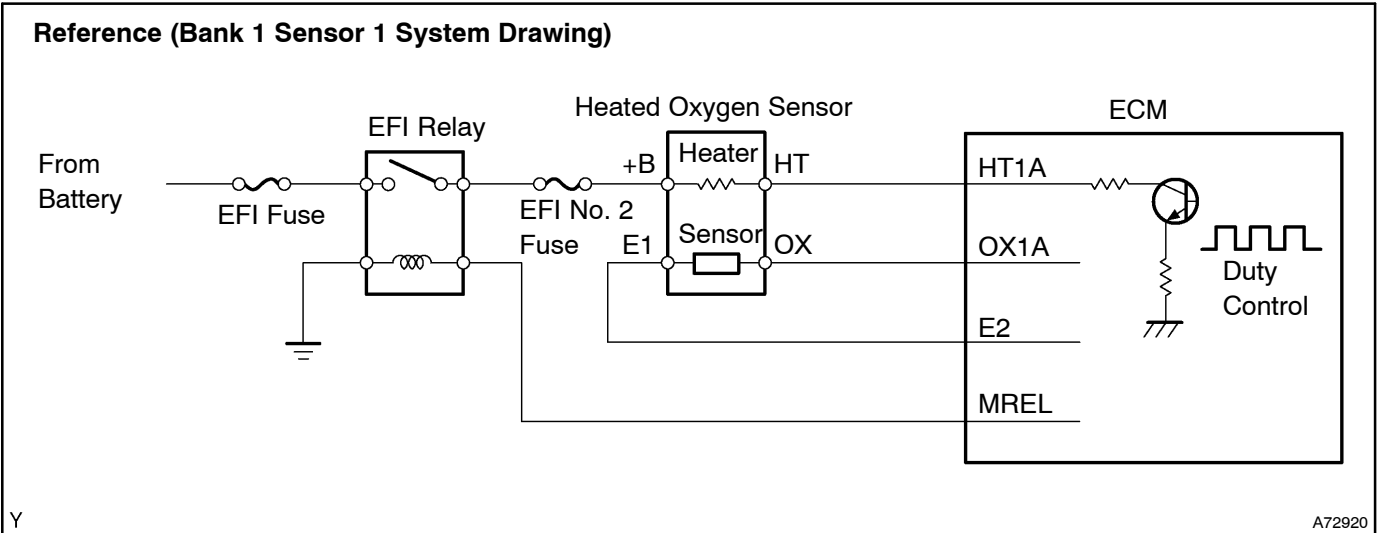 Reference (Bank 1 Sensor 1 System Drawing)
Heated Oxygen Sensor
ECM
EFI Relay
From
Battery
EFI Fuse
EFI No. 2
Fuse
+B
Heater
HT
HT1A
E1
Sensor
OX
OX1A
Duty
Control
E2
MREL
Y
A72920